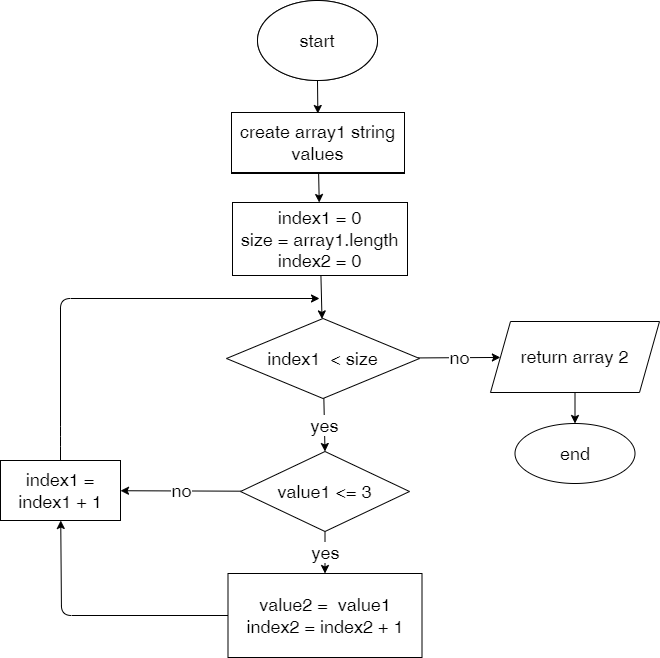 start
create array1 string
values
index1 = 0
size = array1.length
index2 = 0
index1 < size
no
return array 2
yes
end
index1 =
index1 + 1
no
value1 <= 3
yes
value2 = value1
index2 = index2 + 1